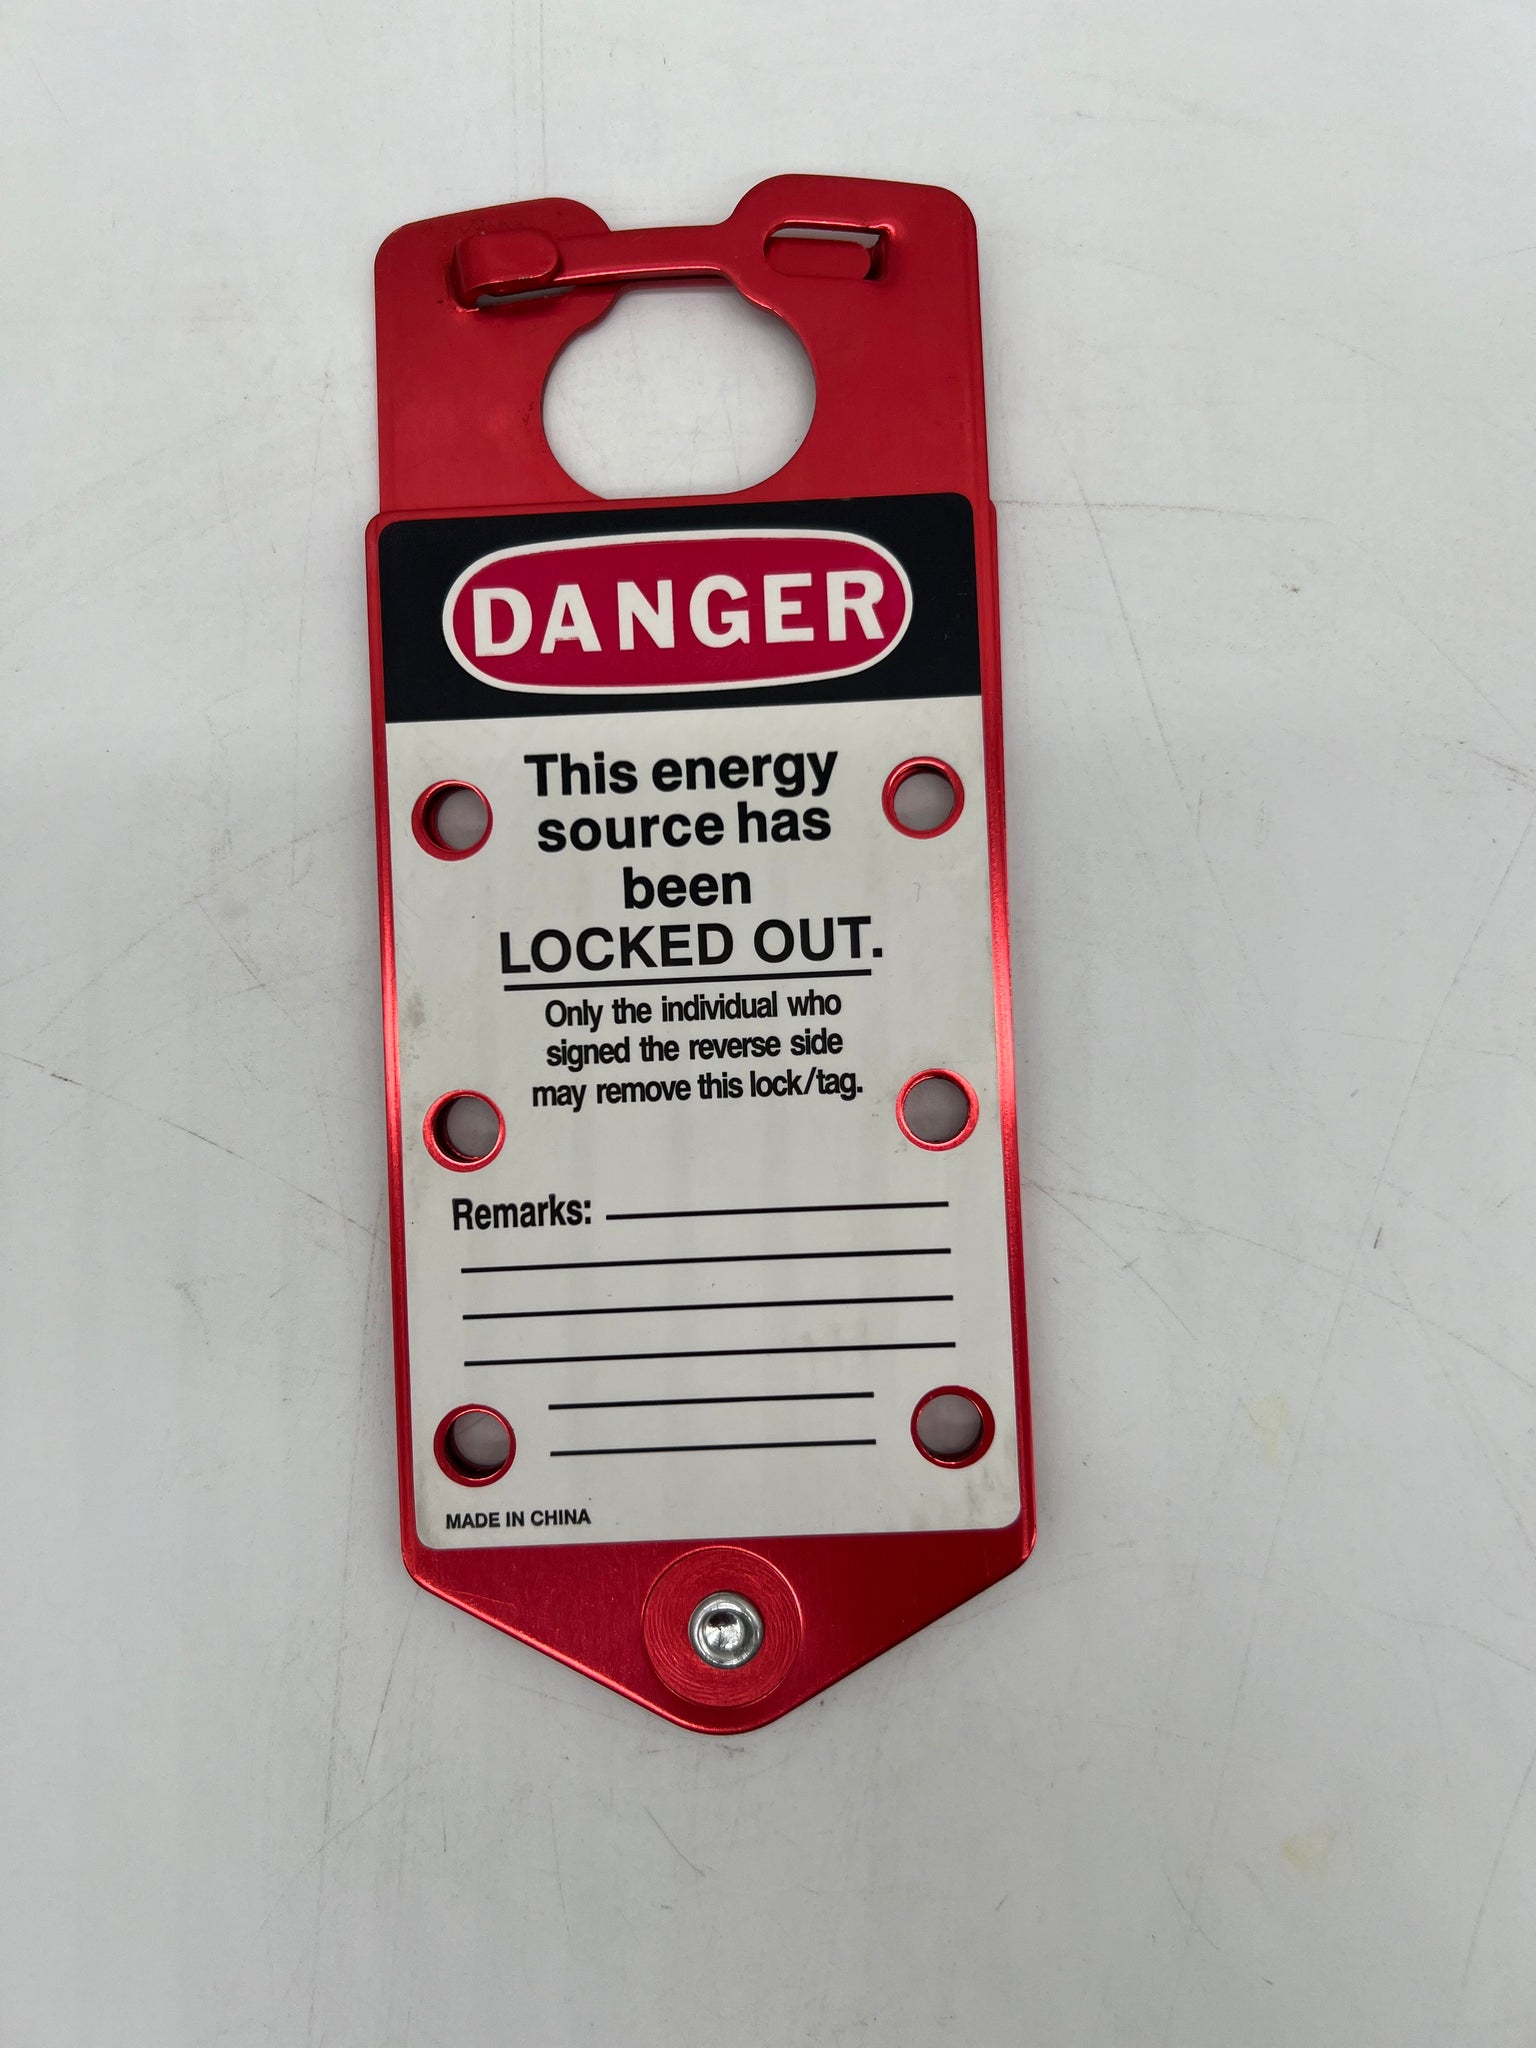 DANGER
This energy
source has
been
LOCKED OUT.
Only the individual who
signed the reverse side
may remove this lock/tag.
Remarks:
MADE IN CHINA